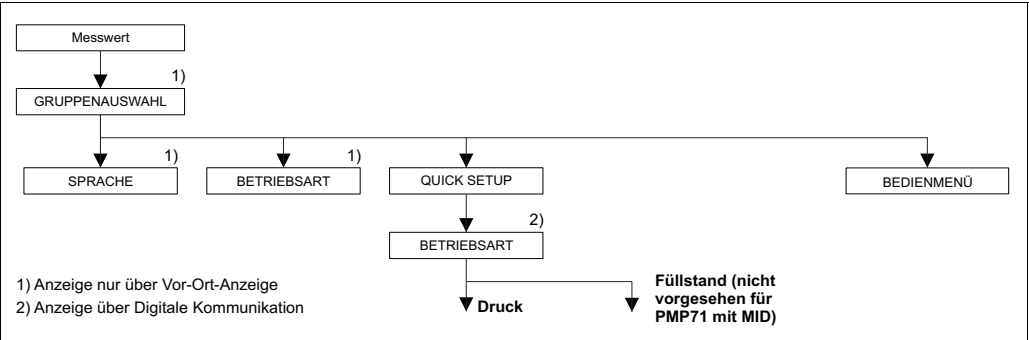 Messwert
1)
GRUPPENAUSWAHL
1)
1)
SPRACHE
BETRIEBSART
QUICK SETUP
BEDIENMENÜ
2)
BETRIEBSART
1) Anzeige nur über Vor-Ort-Anzeige
2) Anzeige über Digitale Kommunikation
Druck
Füllstand (nicht
vorgesehen für
PMP71 mit MID)